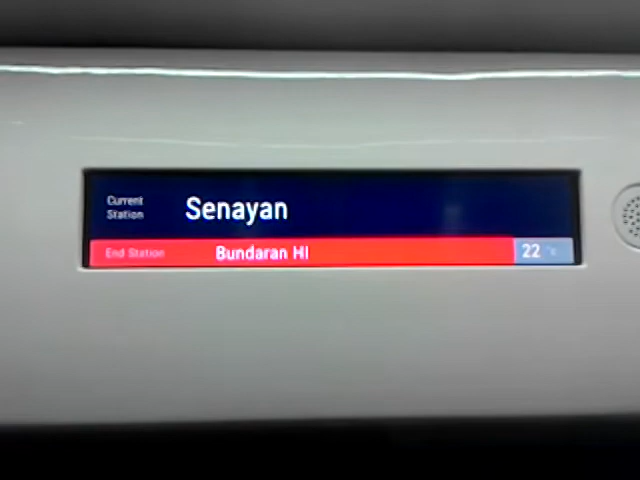 Current
Station
Senayan
End Station
Bundaran HI
22 °C